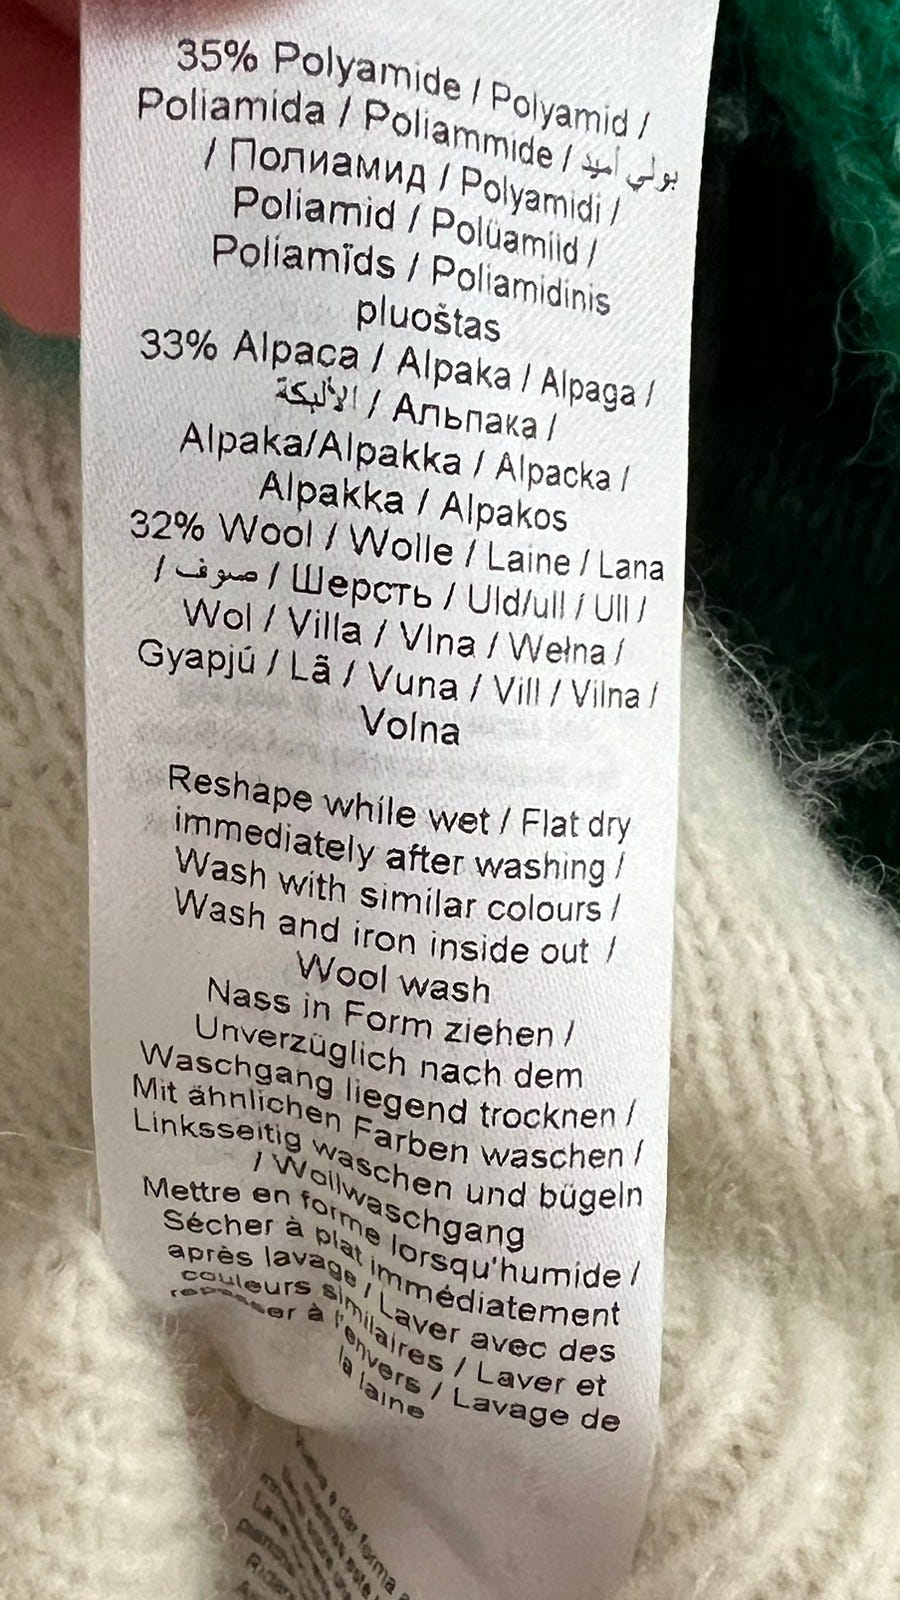 35% Polyamide / Polyamid /
Poliamida / Poliammide / بولي أميد
/ Полиамид / Polyamidi /
Poliamid / Polüamiid /
Poliamīds / Poliamidinis
pluoštas
33% Alpaca / Alpaka / Alpaga /
الألبكة / Альпака /
Alpaka/Alpakka / Alpacka /
Alpakka / Alpakos
32% Wool / Wolle / Laine / Lana
/ صوف / Шерсть / Uld/ull / Ull /
Wol / Villa / Vlna / Wełna /
Gyapjú / Lã / Vuna / Vill / Vilna /
Volna
Reshape while wet / Flat dry
immediately after washing /
Wash with similar colours /
Wash and iron inside out /
Wool wash
Nass in Form ziehen /
Unverzüglich nach dem
Waschgang liegend trocknen /
Mit ähnlichen Farben waschen /
Linksseitig waschen und bügeln
/ Wollwaschgang
Mettre en forme lorsqu'humide /
Sécher à plat immédiatement
après lavage / Laver avec des
couleurs similaires / Laver et
repasser à l'envers / Lavage de
la laine
a dar forma a